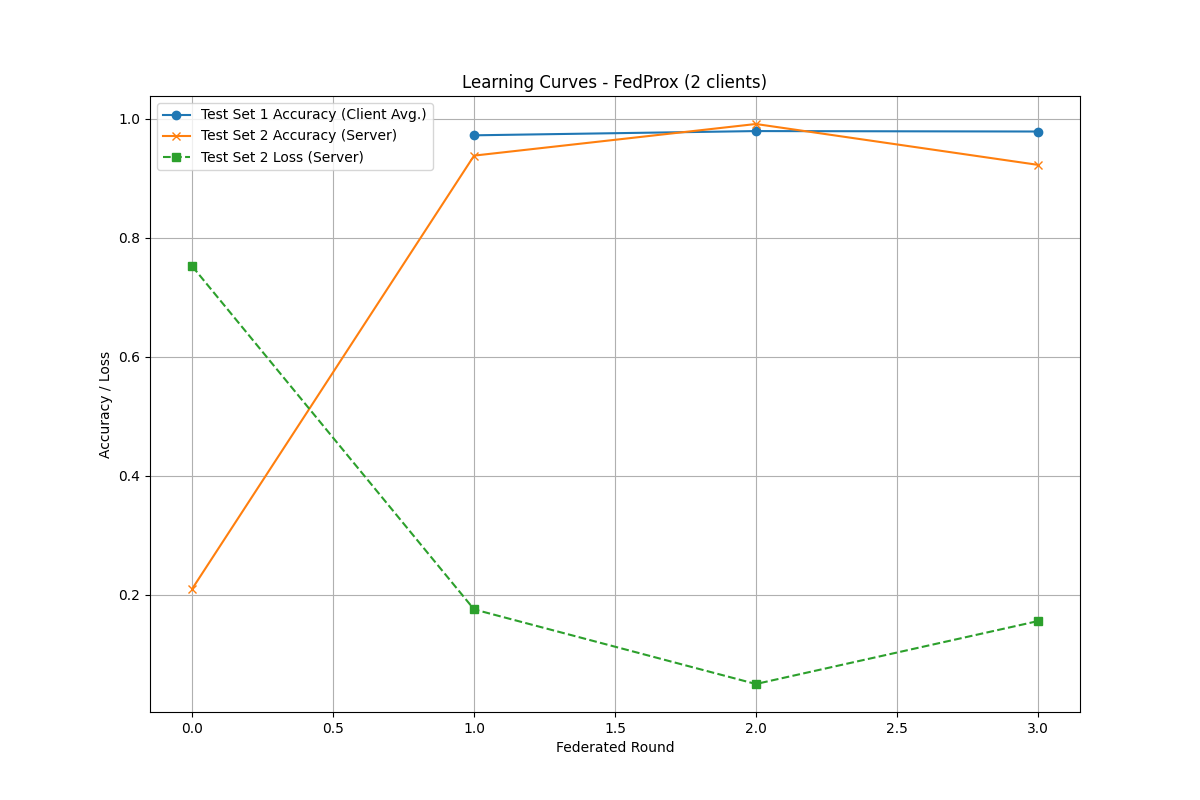 Learning Curves - FedProx (2 clients)
Test Set 1 Accuracy (Client Avg.)
Test Set 2 Accuracy (Server)
Test Set 2 Loss (Server)
Accuracy / Loss
1.0
0.8
0.6
0.4
0.2
0.0 0.5 1.0 1.5 2.0 2.5 3.0
Federated Round